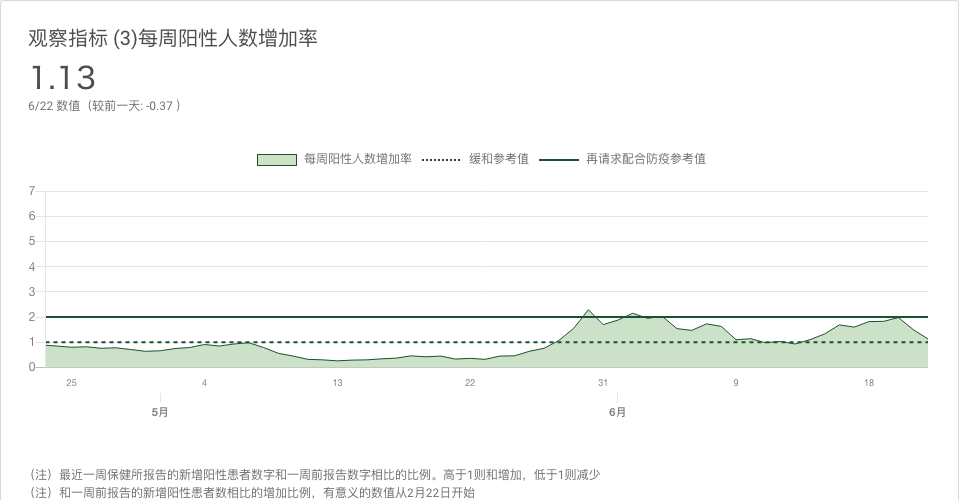 观察指标 (3)每周阳性人数增加率
1.13
6/22 数值（较前一天: -0.37 ）
每周阳性人数增加率 缓和参考值 再请求配合防疫参考值
7
6
5
4
3
2
1
0
25 4 13 22 31 9 18
5月 6月
（注）最近一周保健所报告的新增阳性患者数字和一周前报告数字相比的比例。高于1则和增加，低于1则减少
（注）和一周前报告的新增阳性患者数相比的增加比例，有意义的数值从2月22日开始